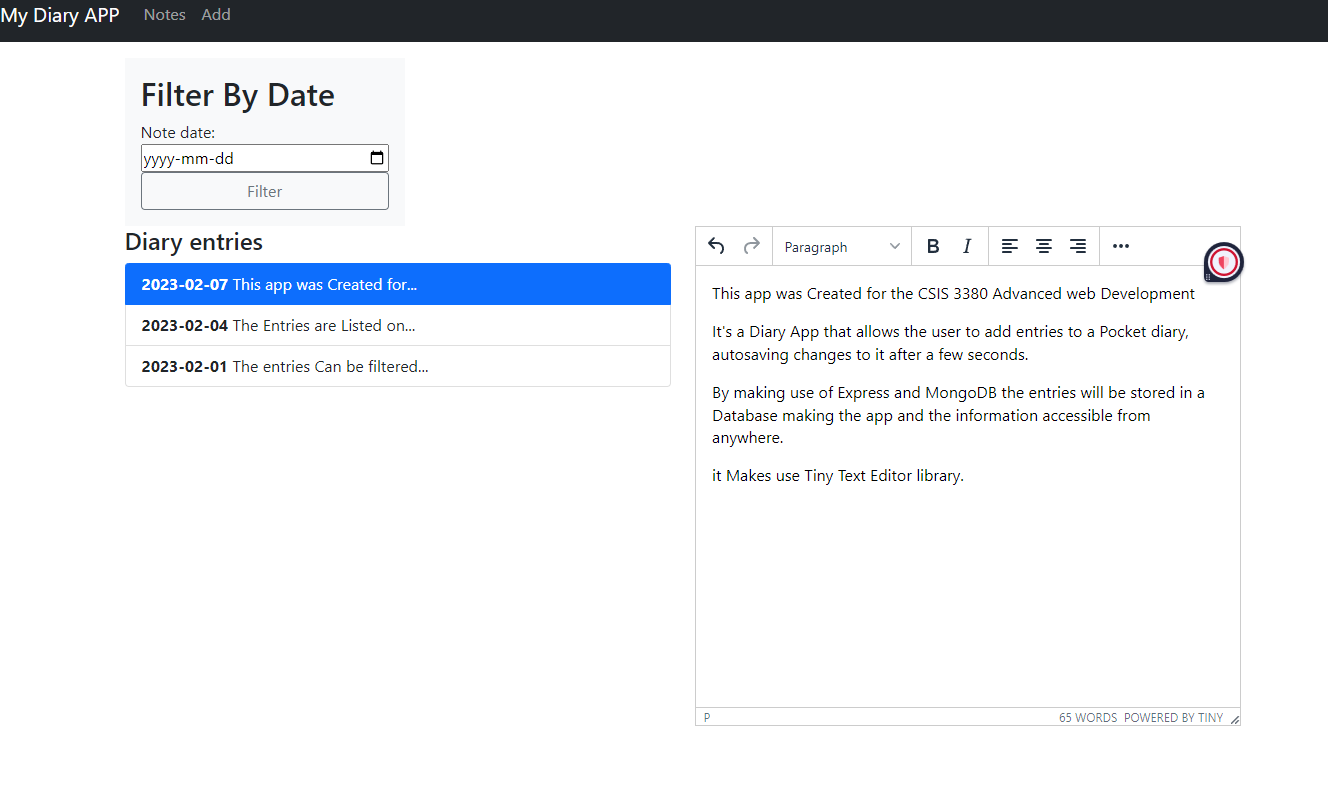 My Diary APP Notes Add
Filter By Date
Note date:
yyyy-mm-dd
Filter
Diary entries
2023-02-07 This app was Created for...
2023-02-04 The Entries are Listed on...
2023-02-01 The entries Can be filtered...
Paragraph B I
This app was Created for the CSIS 3380 Advanced web Development
It's a Diary App that allows the user to add entries to a Pocket diary,
autosaving changes to it after a few seconds.
By making use of Express and MongoDB the entries will be stored in a
Database making the app and the information accessible from
anywhere.
it Makes use Tiny Text Editor library.
P 65 WORDS POWERED BY TINY